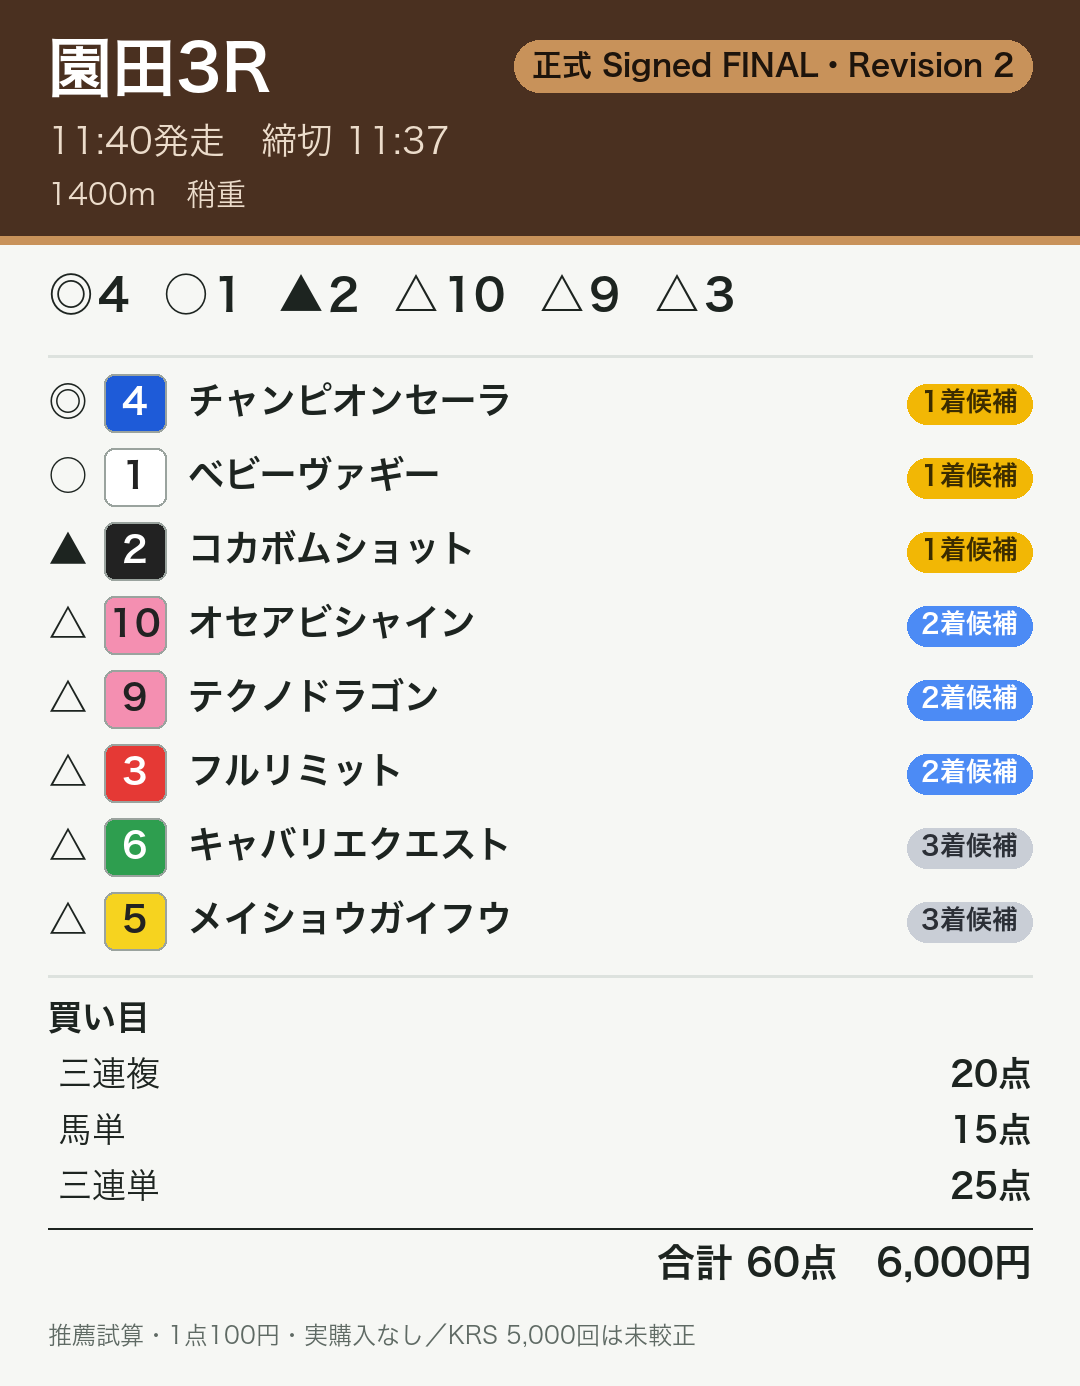 園田3R
正式 Signed FINAL・Revision 2
11:40発走　締切 11:37
1400m　稍重
◎4 ○1 ▲2 △10 △9 △3
◎ 4 チャンピオンセーラ 1着候補
○ 1 ベビーヴァギー 1着候補
▲ 2 コカボムショット 1着候補
△ 10 オセアビシャイン 2着候補
△ 9 テクノドラゴン 2着候補
△ 3 フルリミット 2着候補
△ 6 キャバリエクエスト 3着候補
△ 5 メイショウガイフウ 3着候補
買い目
三連複 20点
馬単 15点
三連単 25点
合計 60点　6,000円
推薦試算・1点100円・実購入なし／KRS 5,000回は未較正